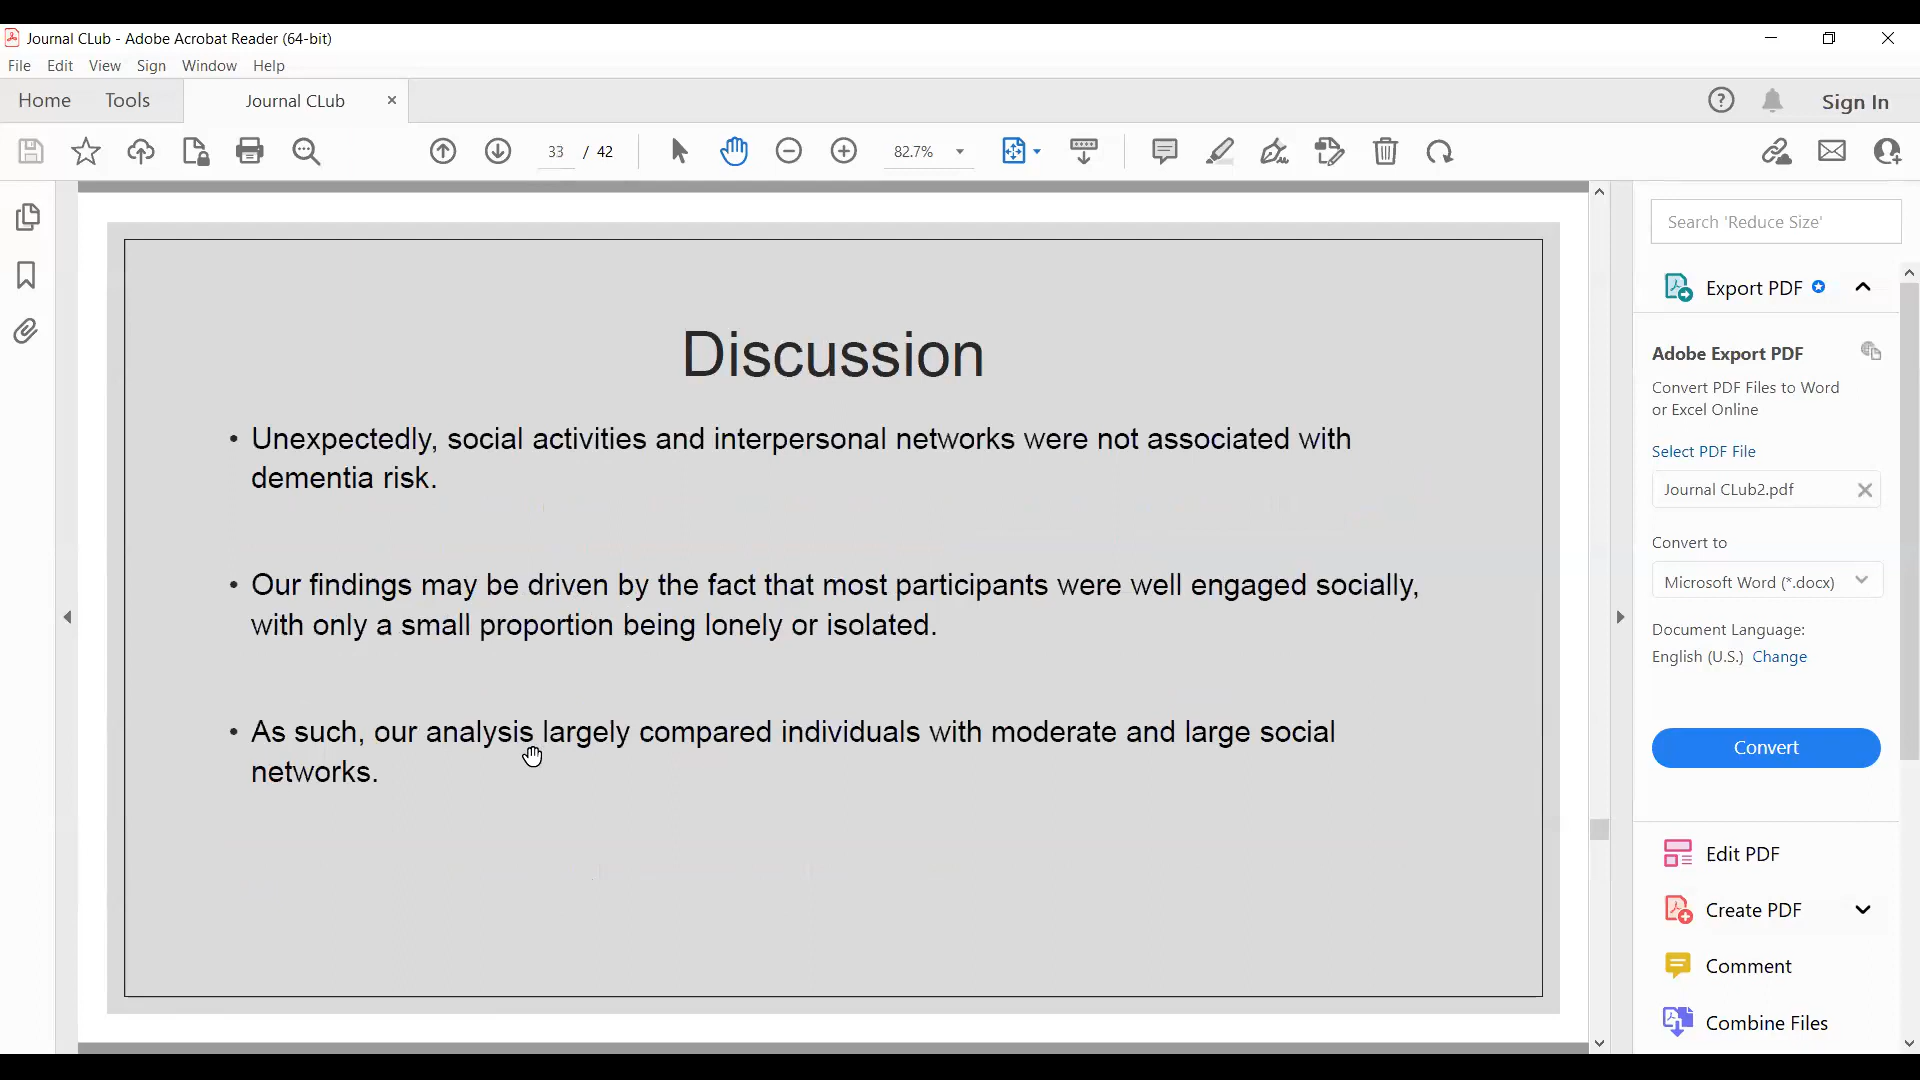 Journal CLub - Adobe Acrobat Reader (64-bit)
File Edit View Sign Window Help
Home Tools Journal CLub × Sign In
33 / 42 82.7%
Search 'Reduce Size'
Export PDF
Discussion
Adobe Export PDF
Convert PDF Files to Word
or Excel Online
• Unexpectedly, social activities and interpersonal networks were not associated with
dementia risk.
Select PDF File
Journal CLub2.pdf
Convert to
Microsoft Word (*.docx)
• Our findings may be driven by the fact that most participants were well engaged socially,
with only a small proportion being lonely or isolated.
Document Language:
English (U.S.) Change
• As such, our analysis largely compared individuals with moderate and large social
networks.
Convert
Edit PDF
Create PDF
Comment
Combine Files